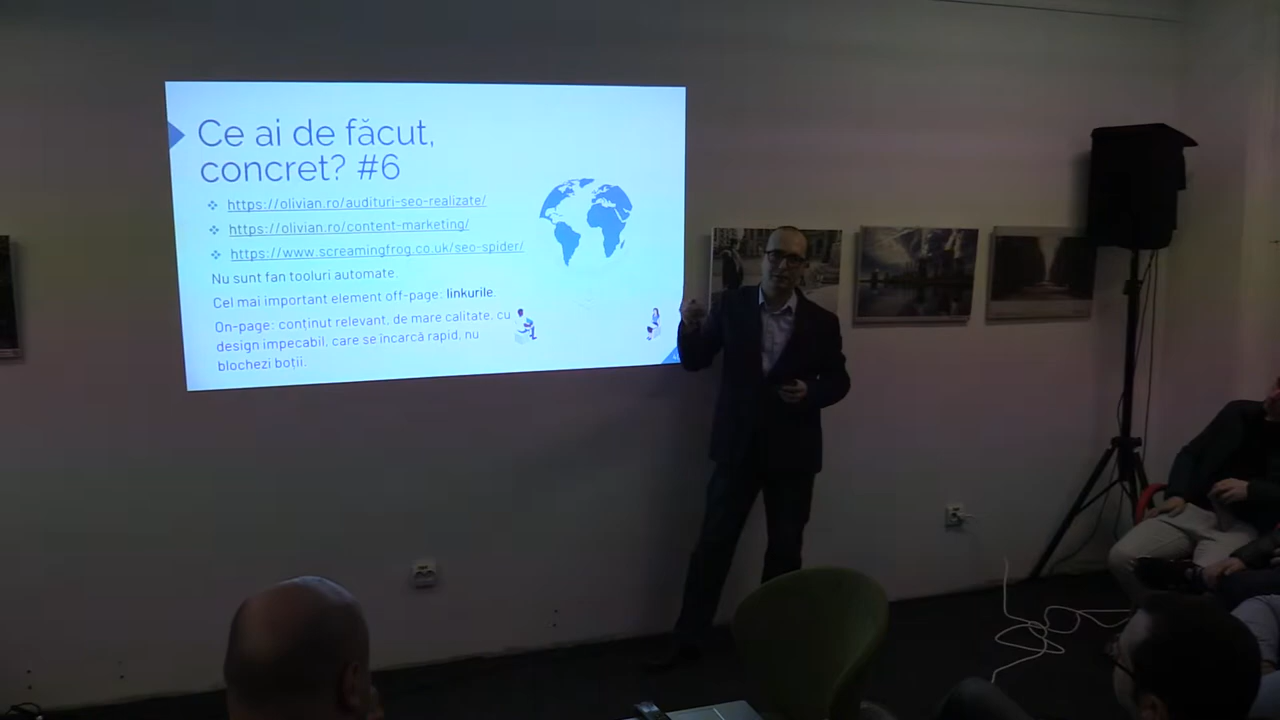 Ce ai de făcut,
concret? #6
https://olivian.ro/audituri-seo-realizate/
https://olivian.ro/content-marketing/
https://www.screamingfrog.co.uk/seo-spider/
Nu sunt fan tooluri automate.
Cel mai important element off-page: linkurile.
On-page: conținut relevant, de mare calitate, cu
design impecabil, care se încarcă rapid, nu
blochezi boții.